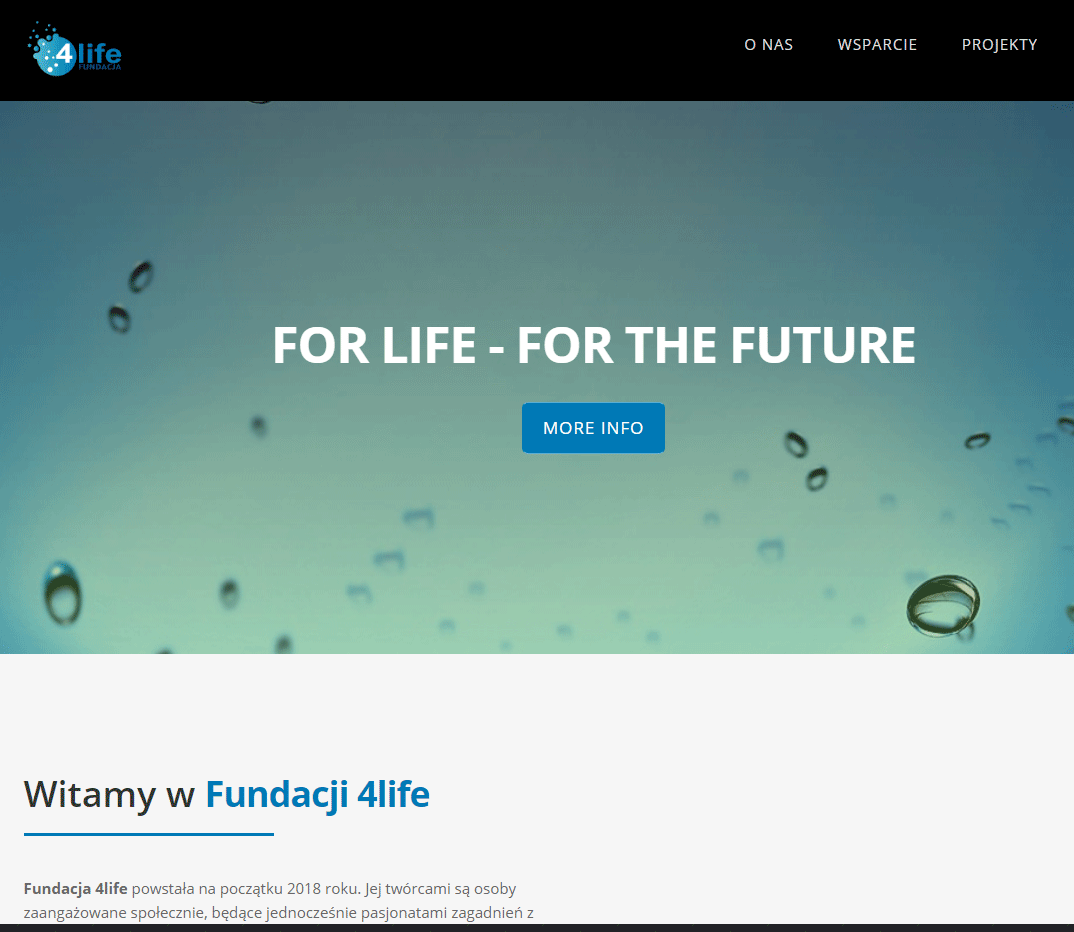 4life
FUNDACJA
O NAS WSPARCIE PROJEKTY
FOR LIFE - FOR THE FUTURE
MORE INFO
Witamy w Fundacji 4life
Fundacja 4life powstała na początku 2018 roku. Jej twórcami są osoby
zaangażowane społecznie, będące jednocześnie pasjonatami zagadnień z